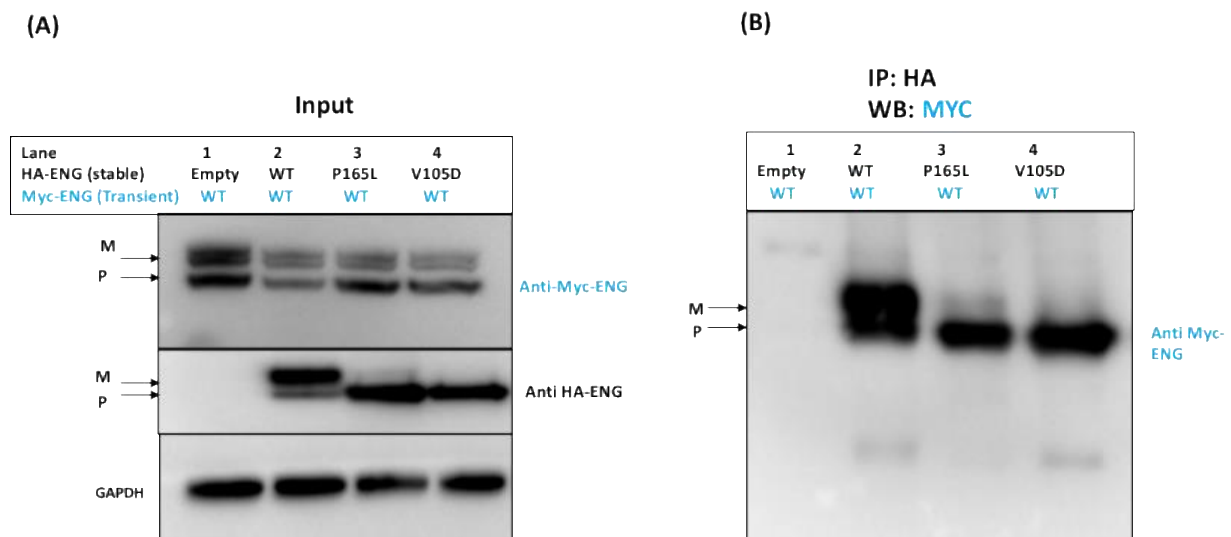 (A)
Input
Lane 1 2 3 4
HA-ENG (stable) Empty WT P165L V105D
Myc-ENG (Transient) WT WT WT WT
M
P
Anti-Myc-ENG
M
P
Anti HA-ENG
GAPDH
(B)
IP: HA
WB: MYC
1 2 3 4
Empty WT P165L V105D
WT WT WT WT
M
P
Anti Myc-
ENG